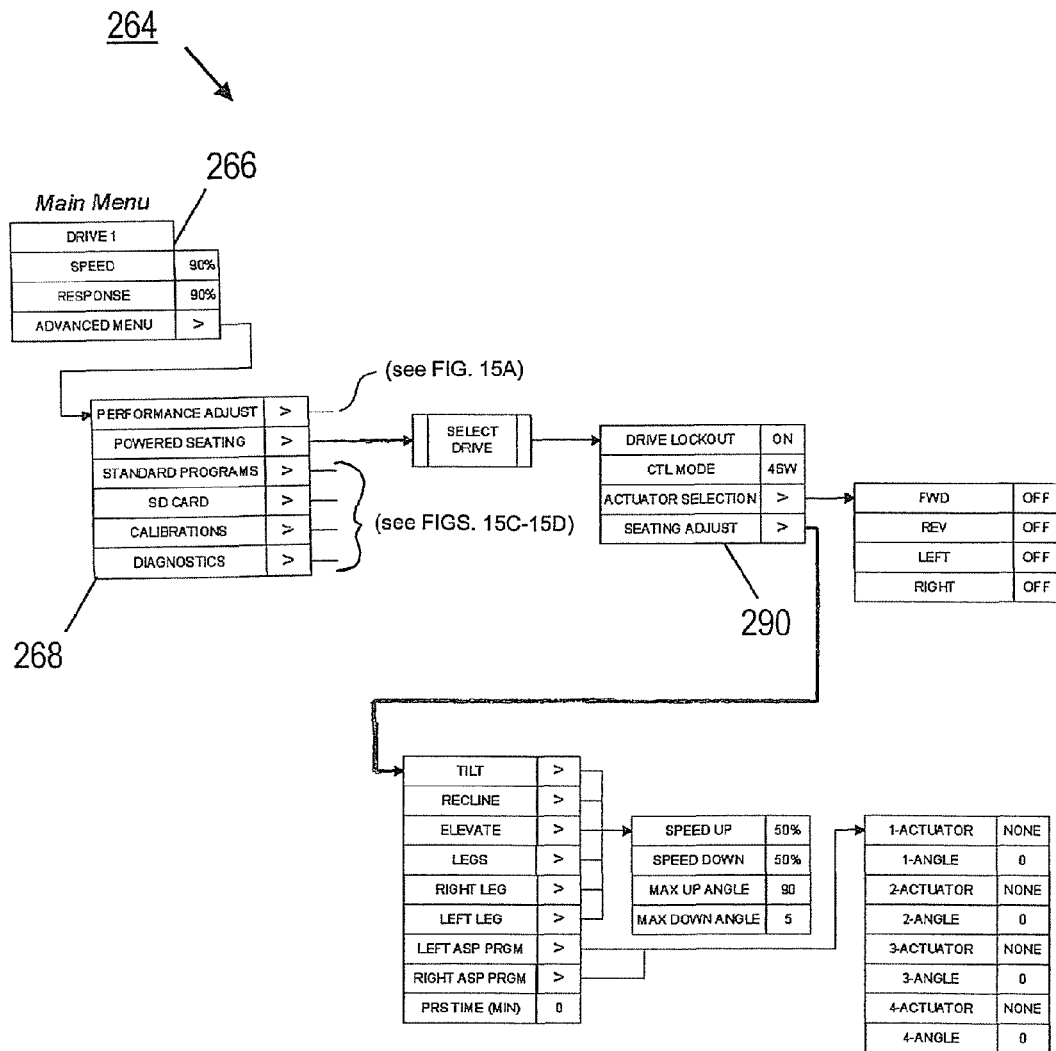 264
266
Main Menu
DRIVE 1
SPEED 90%
RESPONSE 90%
ADVANCED MENU >
(see FIG. 15A)
PERFORMANCE ADJUST >
POWERED SEATING >
STANDARD PROGRAMS >
SD CARD >
CALIBRATIONS >
DIAGNOSTICS >
(see FIGS. 15C-15D)
268
SELECT
DRIVE
DRIVE LOCKOUT ON
CTL MODE 4SW
ACTUATOR SELECTION >
SEATING ADJUST >
290
FWD OFF
REV OFF
LEFT OFF
RIGHT OFF
TILT >
RECLINE >
ELEVATE >
LEGS >
RIGHT LEG >
LEFT LEG >
LEFT ASP PRGM >
RIGHT ASP PRGM >
PRS TIME (MIN) 0
SPEED UP 50%
SPEED DOWN 50%
MAX UP ANGLE 90
MAX DOWN ANGLE 5
1-ACTUATOR NONE
1-ANGLE 0
2-ACTUATOR NONE
2-ANGLE 0
3-ACTUATOR NONE
3-ANGLE 0
4-ACTUATOR NONE
4-ANGLE 0